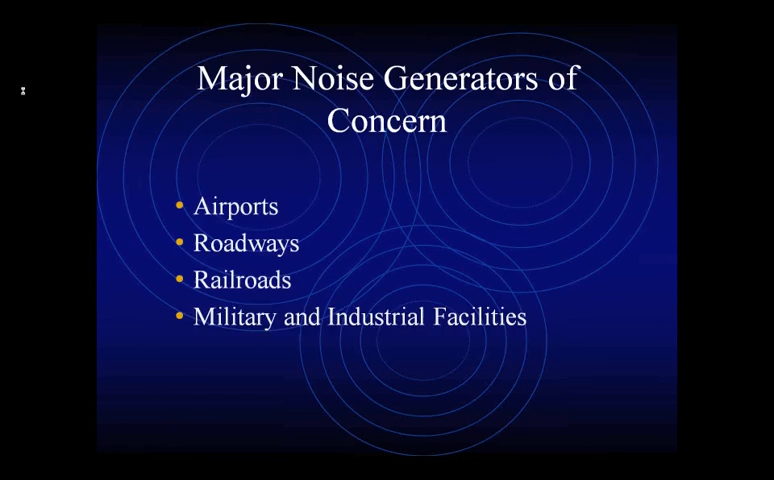 Major Noise Generators of
Concern
• Airports
• Roadways
• Railroads
• Military and Industrial Facilities